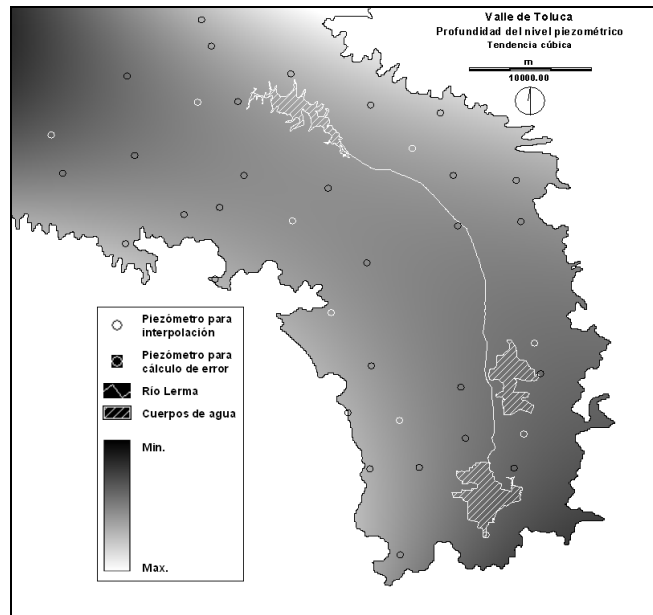 Valle de Toluca
Profundidad del nivel piezométrico
Tendencia cúbica
m
10000.00
Piezómetro para
interpolación
Piezómetro para
cálculo de error
Río Lerma
Cuerpos de agua
Min.
Max.